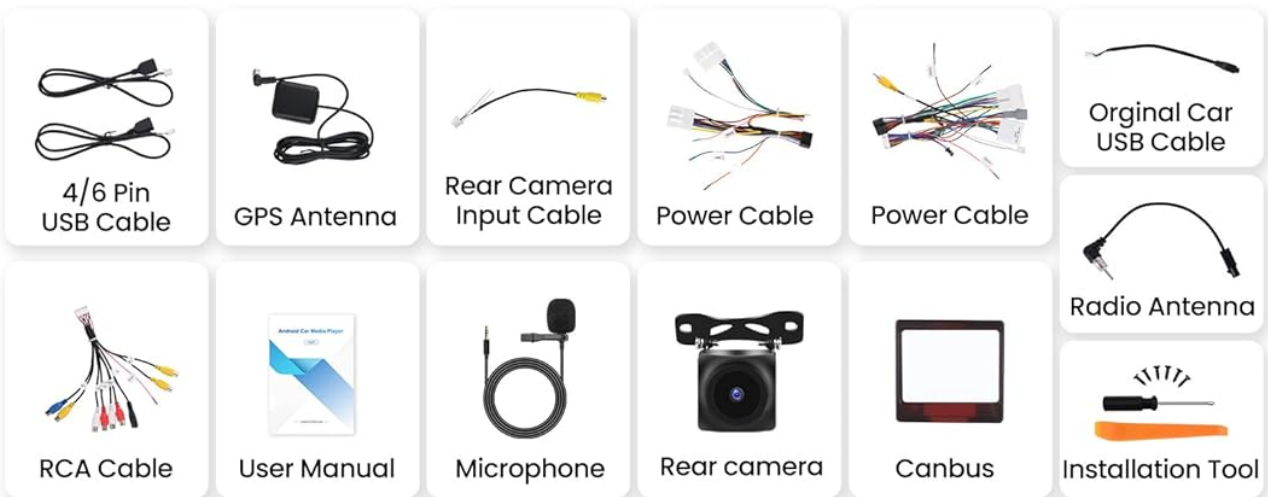 4/6 Pin
USB Cable
GPS Antenna
Rear Camera
Input Cable
Power Cable
Power Cable
Orginal Car
USB Cable
Radio Antenna
RCA Cable
User Manual
Android Car Media Player
Microphone
Rear camera
Canbus
Installation Tool